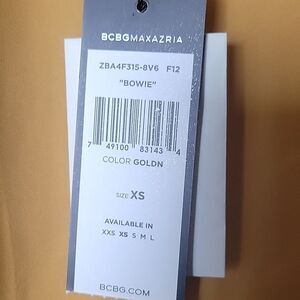 BCBGMAXAZRIA
ZBA4F315-8V6 F12
"BOWIE"
7 49100 83143 4
COLOR GOLDN
SIZE XS
AVAILABLE IN
XXS XS S M L
BCBG.COM